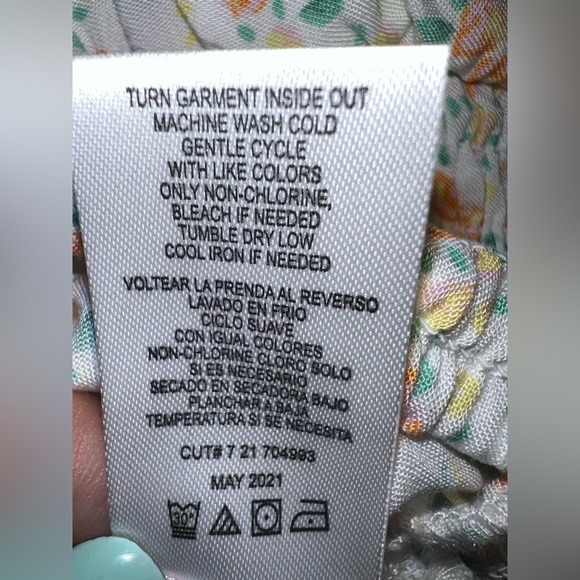 TURN GARMENT INSIDE OUT
MACHINE WASH COLD
GENTLE CYCLE
WITH LIKE COLORS
ONLY NON-CHLORINE,
BLEACH IF NEEDED
TUMBLE DRY LOW
COOL IRON IF NEEDED
VOLTEAR LA PRENDA AL REVERSO
LAVADO EN FRIO
CICLO SUAVE
CON IGUAL COLORES
NON-CHLORINE CLORO SOLO
SI ES NECESARIO
SECADO EN SECADORA BAJO
PLANCHAR A BAJA
TEMPERATURA SI SE NECESITA
CUT# 7 21 704993
MAY 2021
30°